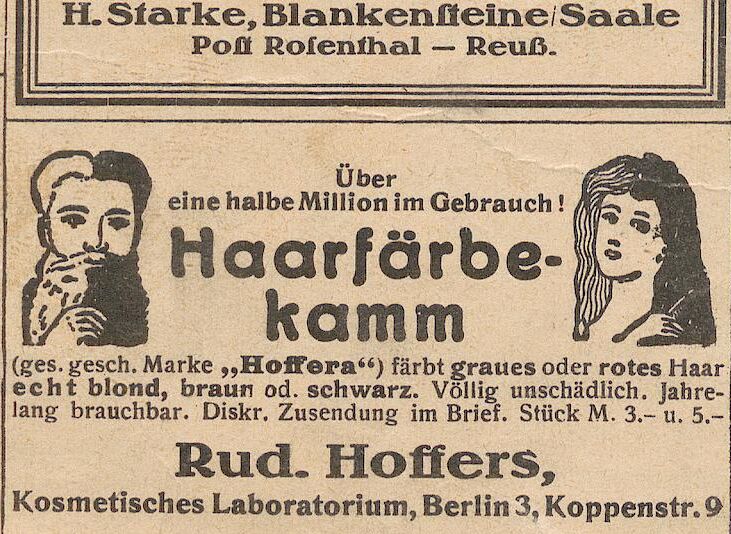 H. Starke, Blankensteine/Saale
Post Rosenthal — Reuß.
Über
eine halbe Million im Gebrauch!
Haarfärbe-
kamm
(ges. gesch. Marke „Hoffera“) färbt graues oder rotes Haar
echt blond, braun od. schwarz. Völlig unschädlich. Jahre-
lang brauchbar. Diskr. Zusendung im Brief. Stück M. 3.– u. 5.–
Rud. Hoffers,
Kosmetisches Laboratorium, Berlin 3, Koppenstr. 9